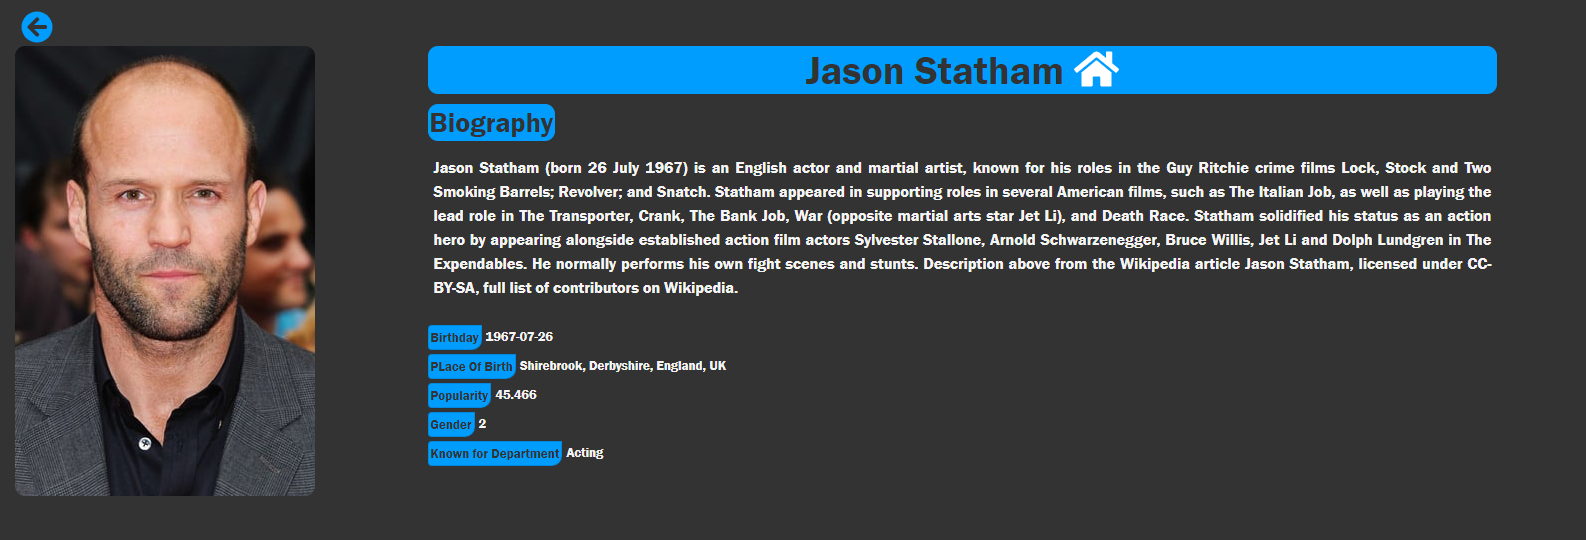 Jason Statham
Biography
Jason Statham (born 26 July 1967) is an English actor and martial artist, known for his roles in the Guy Ritchie crime films Lock, Stock and Two
Smoking Barrels; Revolver; and Snatch. Statham appeared in supporting roles in several American films, such as The Italian Job, as well as playing the
lead role in The Transporter, Crank, The Bank Job, War (opposite martial arts star Jet Li), and Death Race. Statham solidified his status as an action
hero by appearing alongside established action film actors Sylvester Stallone, Arnold Schwarzenegger, Bruce Willis, Jet Li and Dolph Lundgren in The
Expendables. He normally performs his own fight scenes and stunts. Description above from the Wikipedia article Jason Statham, licensed under CC-
BY-SA, full list of contributors on Wikipedia.
Birthday 1967-07-26
PLace Of Birth Shirebrook, Derbyshire, England, UK
Popularity 45.466
Gender 2
Known for Department Acting